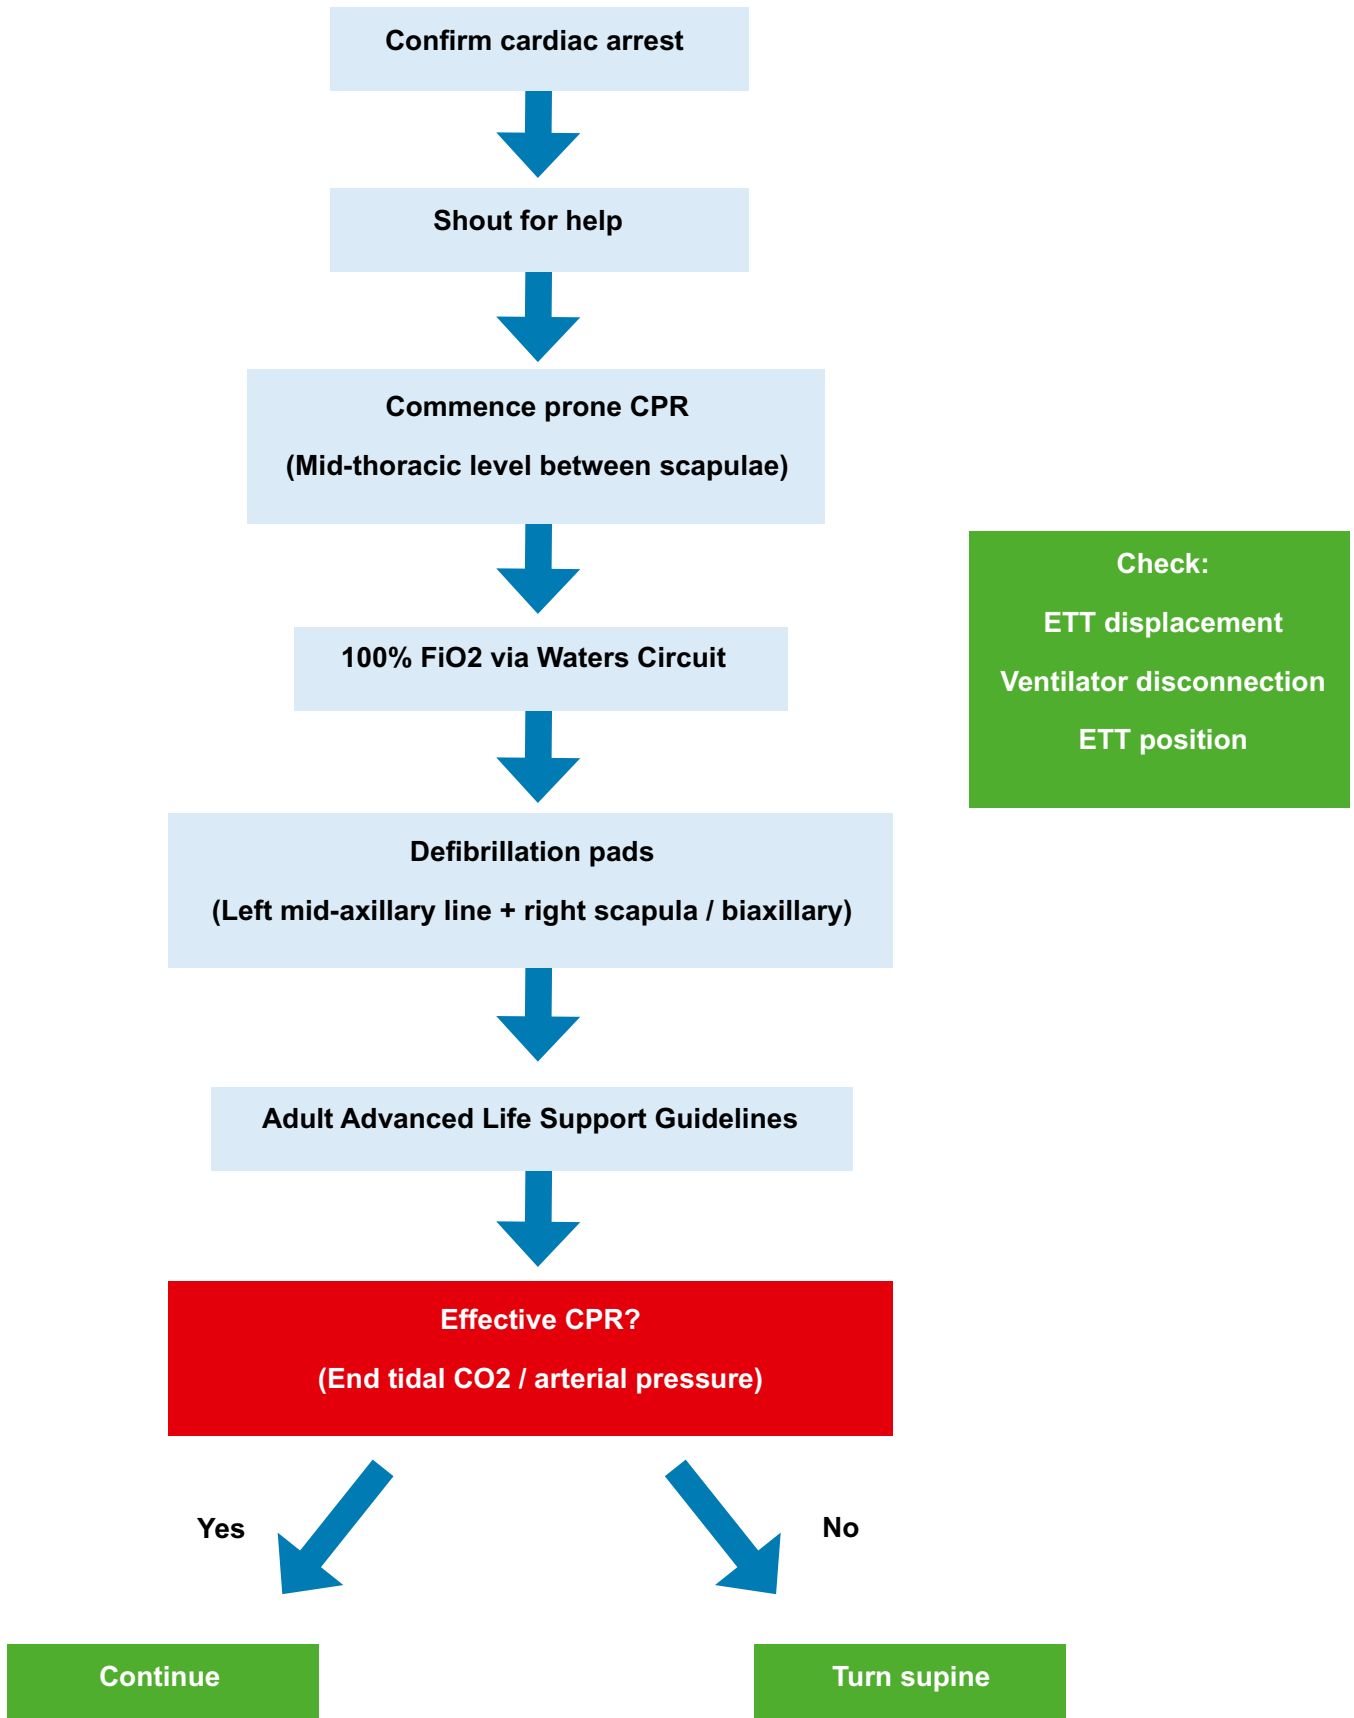 Confirm cardiac arrest
Shout for help
Commence prone CPR
(Mid-thoracic level between scapulae)
Check:
ETT displacement
Ventilator disconnection
ETT position
100% FiO2 via Waters Circuit
Defibrillation pads
(Left mid-axillary line + right scapula / biaxillary)
Adult Advanced Life Support Guidelines
Effective CPR?
(End tidal CO2 / arterial pressure)
Yes
No
Continue
Turn supine